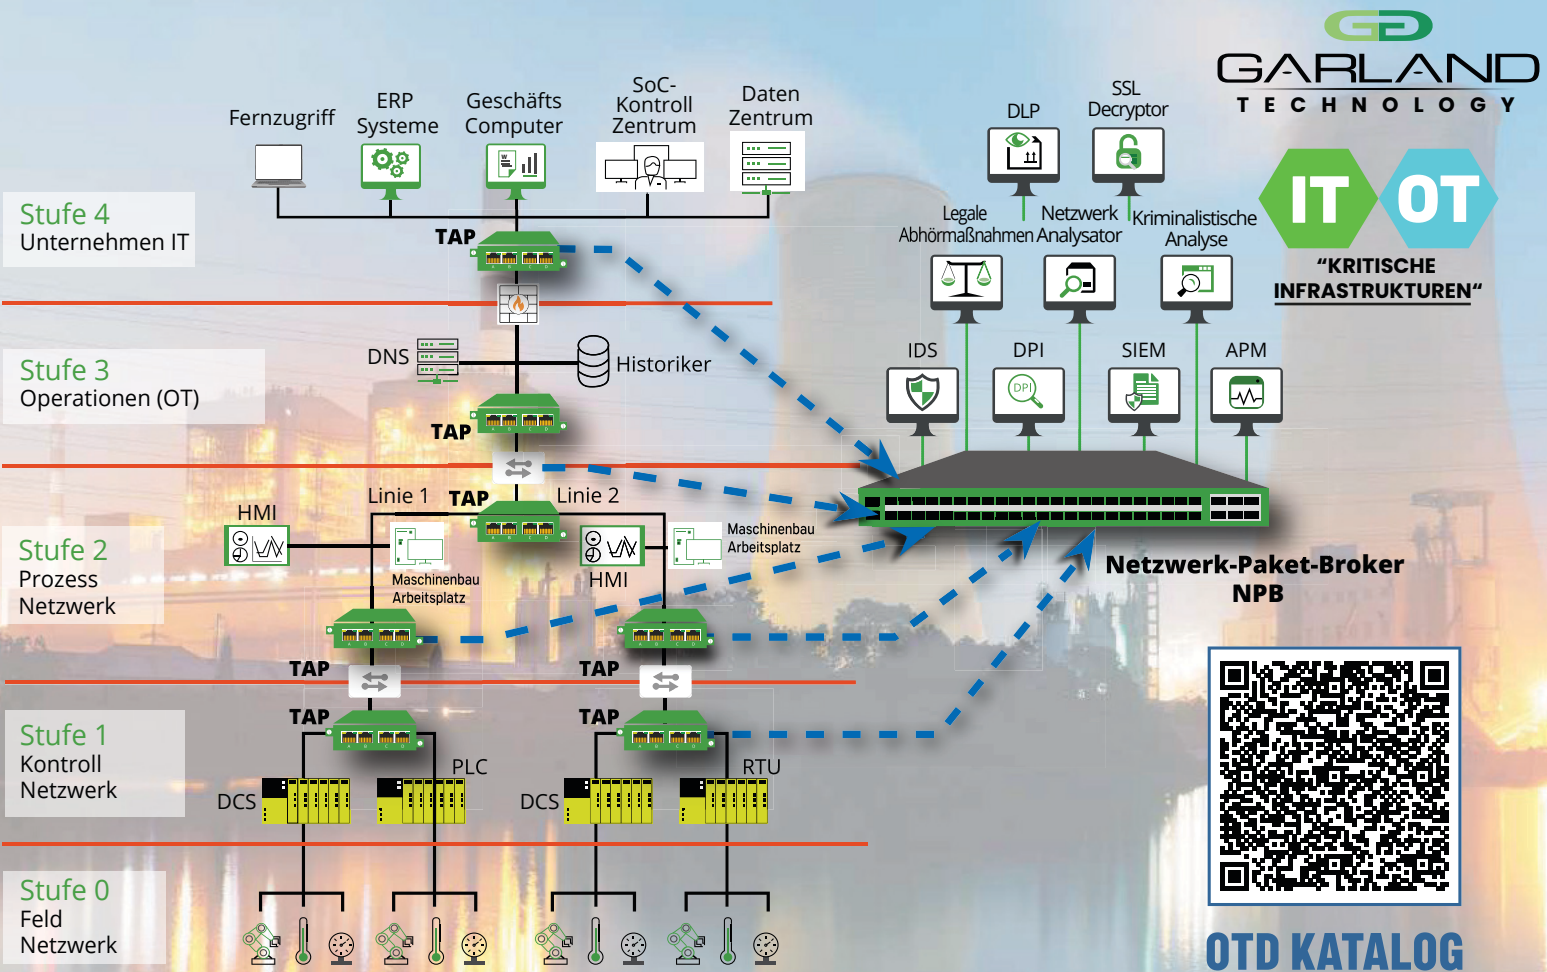 GARLAND
TECHNOLOGY
IT OT
“KRITISCHE
INFRASTRUKTUREN“
Fernzugriff
ERP
Systeme
Geschäfts
Computer
SoC-
Kontroll
Zentrum
Daten
Zentrum
Stufe 4
Unternehmen IT
TAP
DLP
SSL
Decryptor
Legale
Abhörmaßnahmen
Netzwerk
Analysator
Kriminalistische
Analyse
IDS
DPI
DPI
SIEM
APM
Stufe 3
Operationen (OT)
DNS
Historiker
TAP
Netzwerk-Paket-Broker
NPB
Stufe 2
Prozess
Netzwerk
Linie 1
TAP
Linie 2
HMI
Maschinenbau
Arbeitsplatz
HMI
Maschinenbau
Arbeitsplatz
TAP
TAP
Stufe 1
Kontroll
Netzwerk
TAP
TAP
DCS
PLC
DCS
RTU
Stufe 0
Feld
Netzwerk
OTD KATALOG